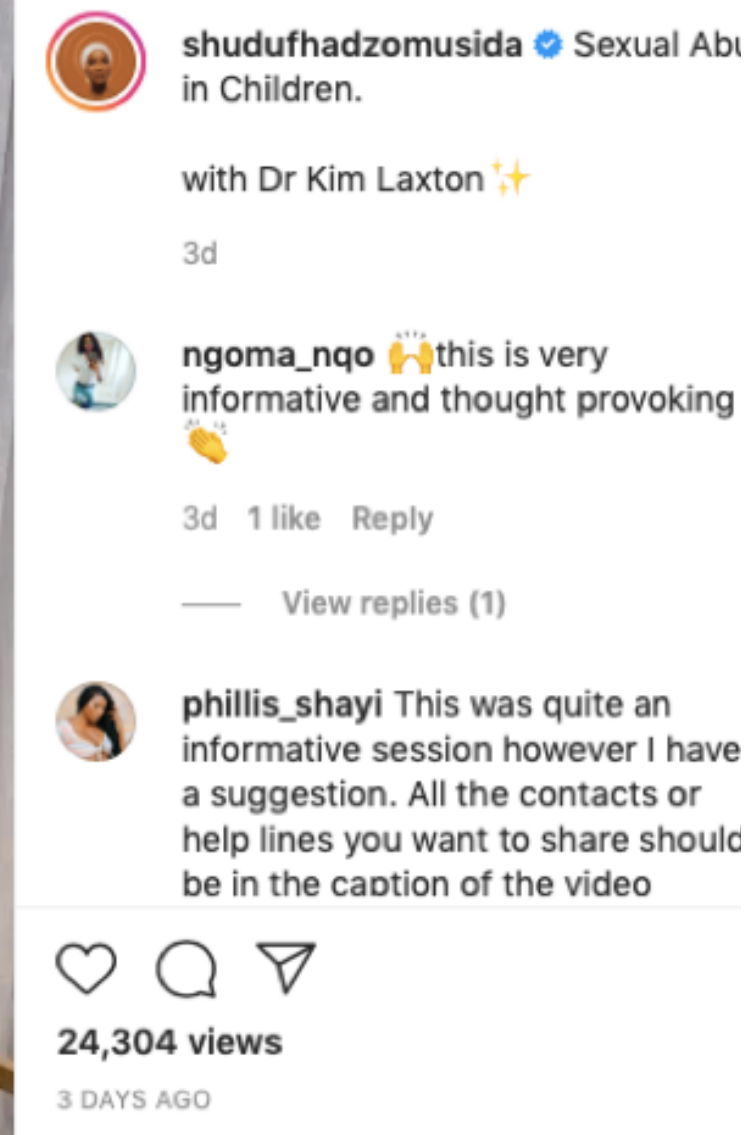 shudufhadzomusida Sexual Abu
in Children.
with Dr Kim Laxton✨
3d
ngoma_nqo 🙌this is very
informative and thought provoking
👏
3d 1 like Reply
View replies (1)
phillis_shayi This was quite an
informative session however I have
a suggestion. All the contacts or
help lines you want to share should
be in the caption of the video
24,304 views
3 DAYS AGO